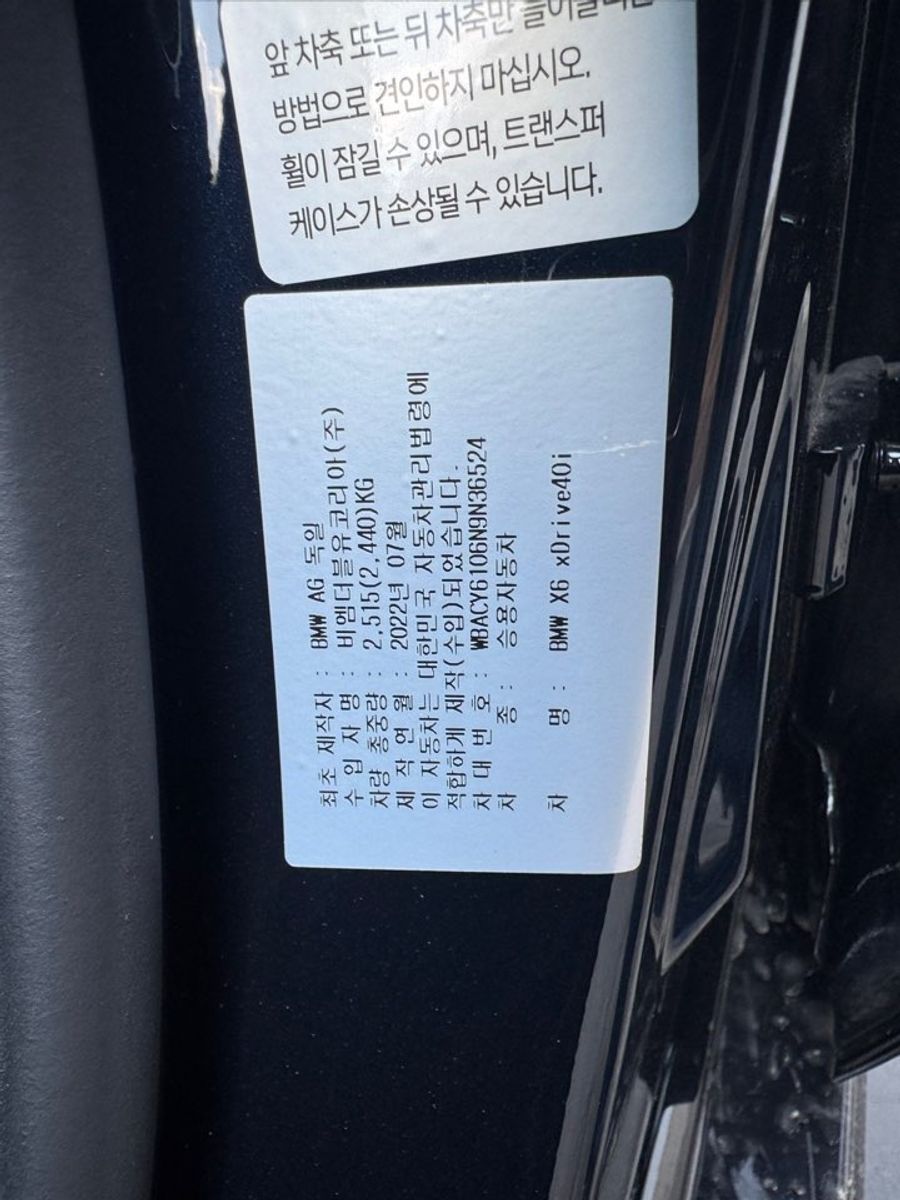 앞 차축 또는 뒤 차축만
방법으로 견인하지 마십시오.
휠이 잠길 수 있으며, 트랜스퍼
케이스가 손상될 수 있습니다.
최초 제작자 : BMW AG 독일
수 입 자 명 : 비엠더블유코리아(주)
차량 총중량 : 2,515(2,440)KG
제 작 연 월 : 2022년 07월
이 자동차는 대한민국 자동차관리법령에
적합하게 제작(수입)되었습니다.
차 대 번 호 : WBACY6106N9N36524
차 종 : 승용자동차
차 명 : BMW X6 xDrive40i